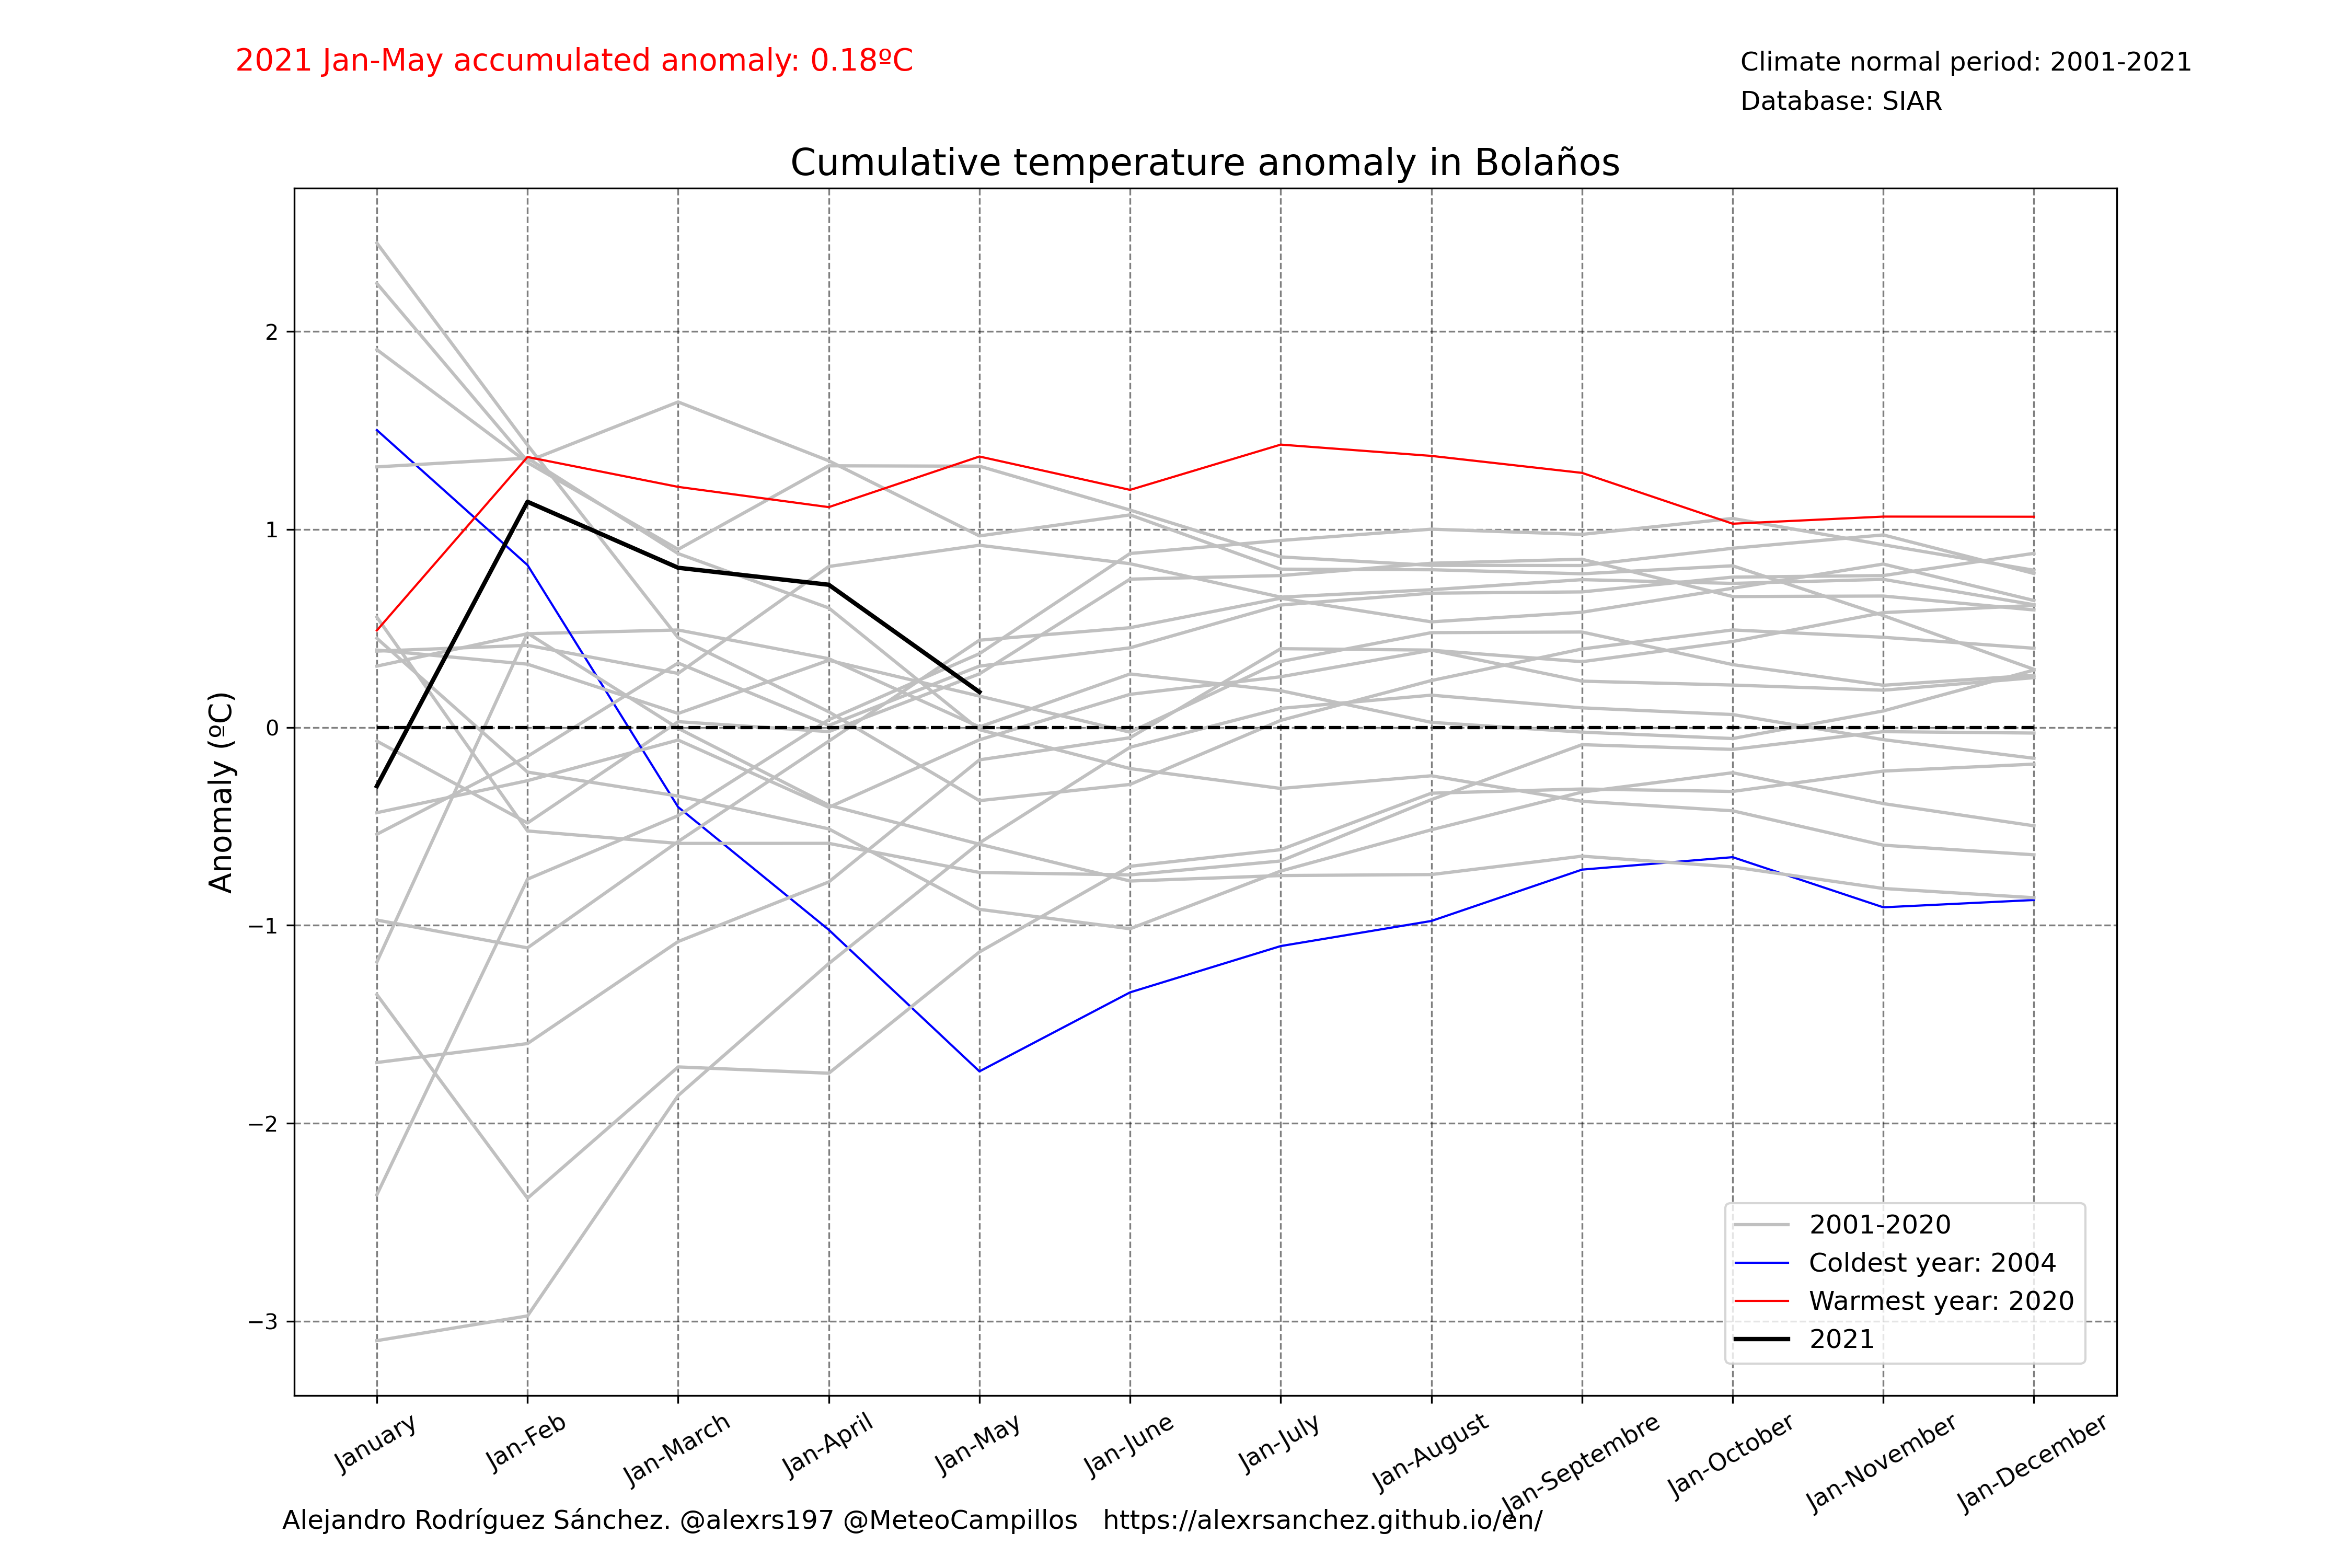 2021 Jan-May accumulated anomaly: 0.18ºC
Climate normal period: 2001-2021
Database: SIAR
Cumulative temperature anomaly in Bolaños
Anomaly (ºC)
2
1
0
−1
−2
−3
2001-2020
Coldest year: 2004
Warmest year: 2020
2021
January
Jan-Feb
Jan-March
Jan-April
Jan-May
Jan-June
Jan-July
Jan-August
Jan-Septembre
Jan-October
Jan-November
Jan-December
Alejandro Rodríguez Sánchez. @alexrs197 @MeteoCampillos https://alexrsanchez.github.io/en/